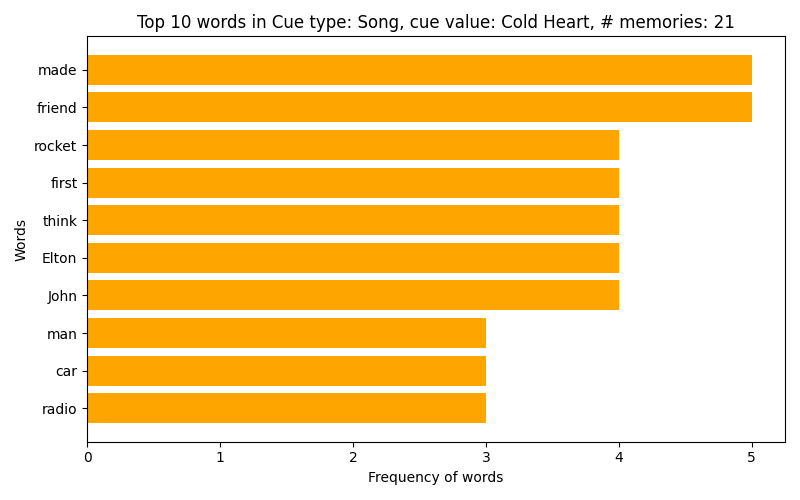 Top 10 words in Cue type: Song, cue value: Cold Heart, # memories: 21
made
friend
rocket
first
think
Elton
John
man
car
radio
Words
0 1 2 3 4 5
Frequency of words